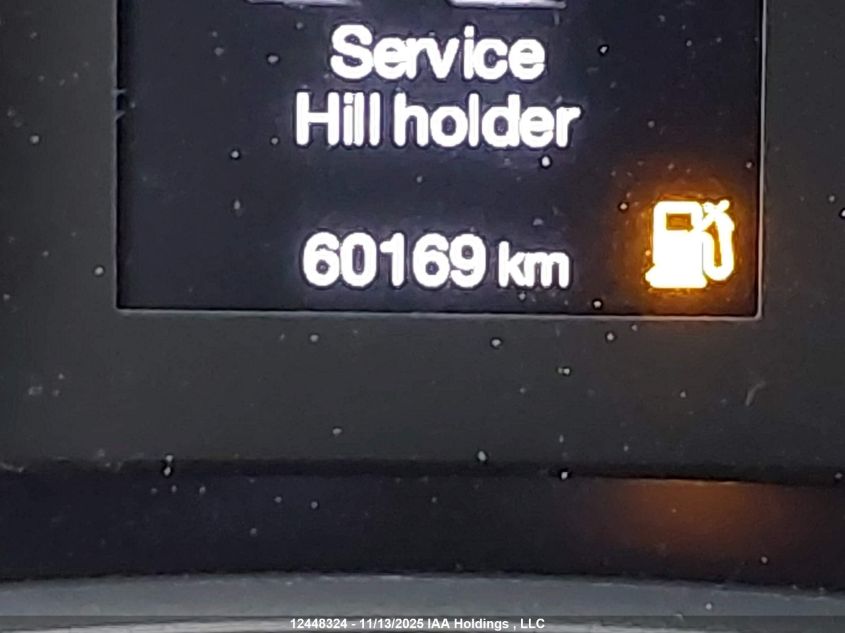 Service
Hill holder
60169 km
12448324 - 11/13/2025 IAA Holdings , LLC